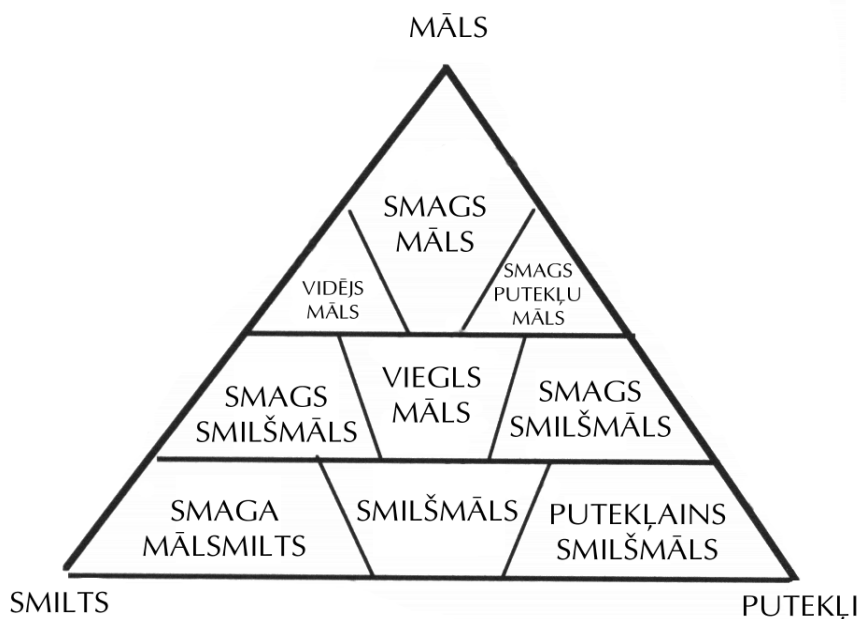 MĀLS
SMAGS
MĀLS
VIDĒJS
MĀLS
SMAGS
PUTEKĻU
MĀLS
SMAGS
SMILŠMĀLS
VIEGLS
MĀLS
SMAGS
SMILŠMĀLS
SMAGA
MĀLSMILTS
SMILŠMĀLS
PUTEKĻAINS
SMILŠMĀLS
SMILTS
PUTEKĻI